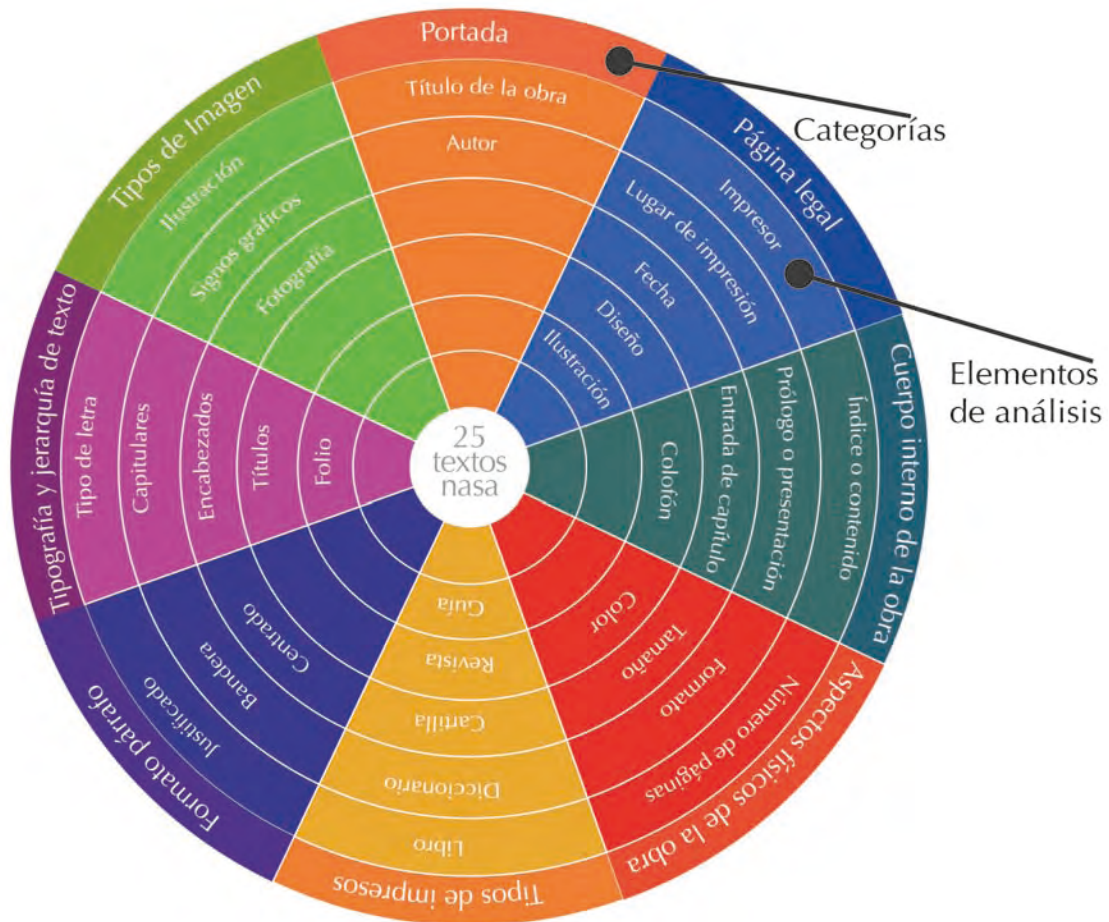 Portada
Título de la obra
Autor
Categorías
Página legal
Impresor
Lugar de impresión
Fecha
Diseño
Ilustración
Elementos
de análisis
Cuerpo interno de la obra
Índice o contenido
Prólogo o presentación
Entrada de capítulo
Colofón
Aspectos físicos de la obra
Número de páginas
Formato
Tamaño
Color
Tipos de impresos
Libro
Diccionario
Cartilla
Revista
Guía
Formato párrafo
Justificado
Bandera
Centrado
Tipografía y jerarquía de texto
Tipo de letra
Capitulares
Encabezados
Títulos
Folio
Tipos de Imagen
Ilustración
Signos gráficos
Fotografía
25
textos
nasa